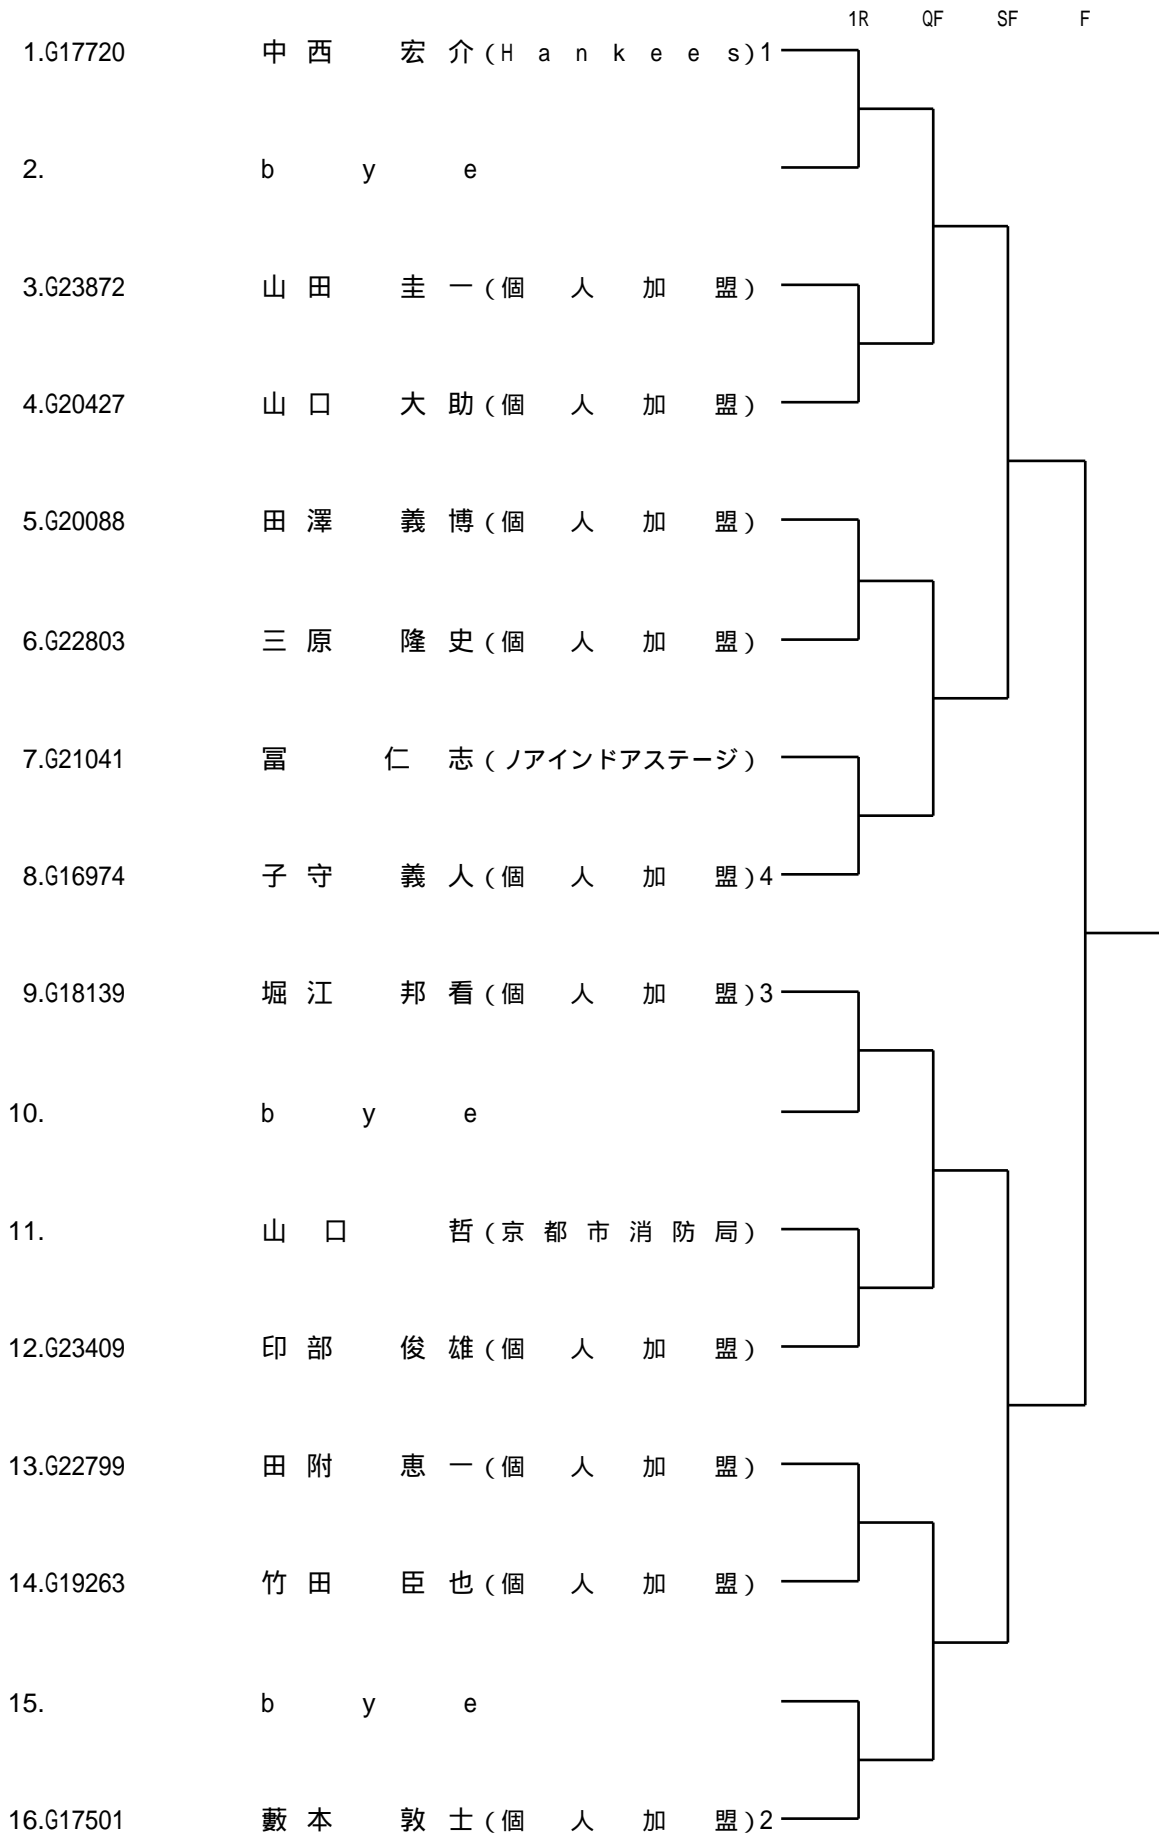 1R QF SF F
1.G17720 中西 宏介(Hankees)1
2. bye
3.G23872 山田 圭一(個人加盟)
4.G20427 山口 大助(個人加盟)
5.G20088 田澤 義博(個人加盟)
6.G22803 三原 隆史(個人加盟)
7.G21041 冨 仁志(ノアインドアステージ)
8.G16974 子守 義人(個人加盟)4
9.G18139 堀江 邦看(個人加盟)3
10. bye
11. 山口 哲(京都市消防局)
12.G23409 印部 俊雄(個人加盟)
13.G22799 田附 恵一(個人加盟)
14.G19263 竹田 臣也(個人加盟)
15. bye
16.G17501 藪本 敦士(個人加盟)2